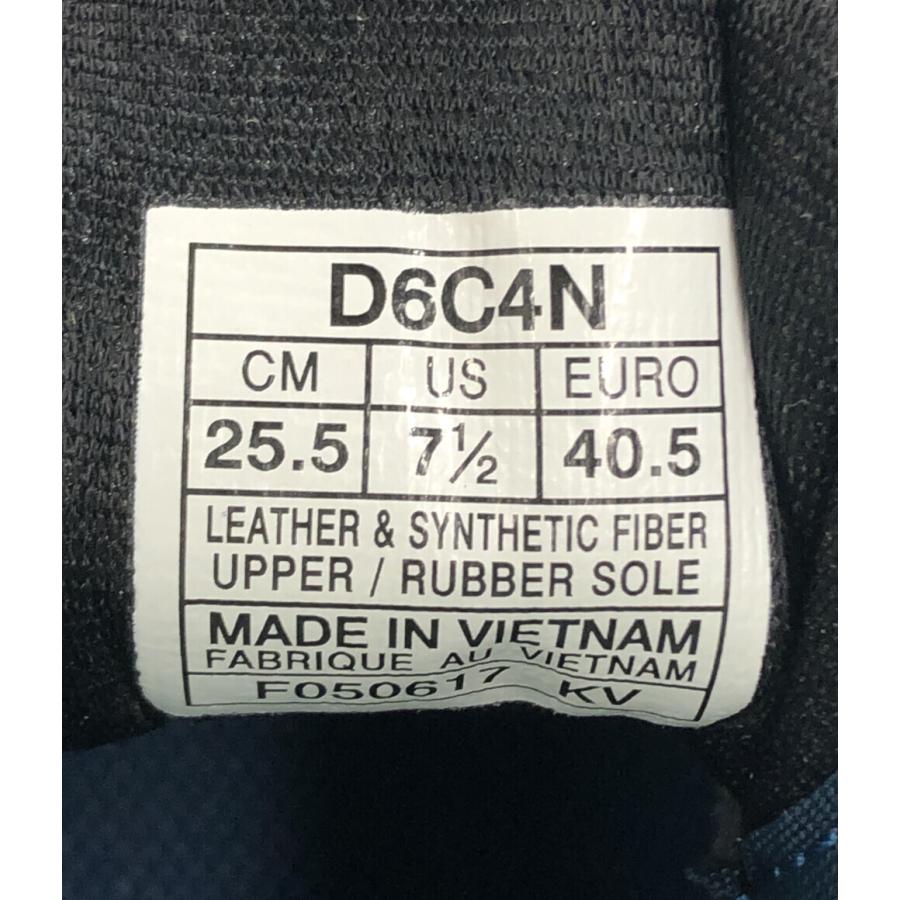 D6C4N
CM US EURO
25.5 7½ 40.5
LEATHER & SYNTHETIC FIBER
UPPER / RUBBER SOLE
MADE IN VIETNAM
FABRIQUE AU VIETNAM
F050617 KV